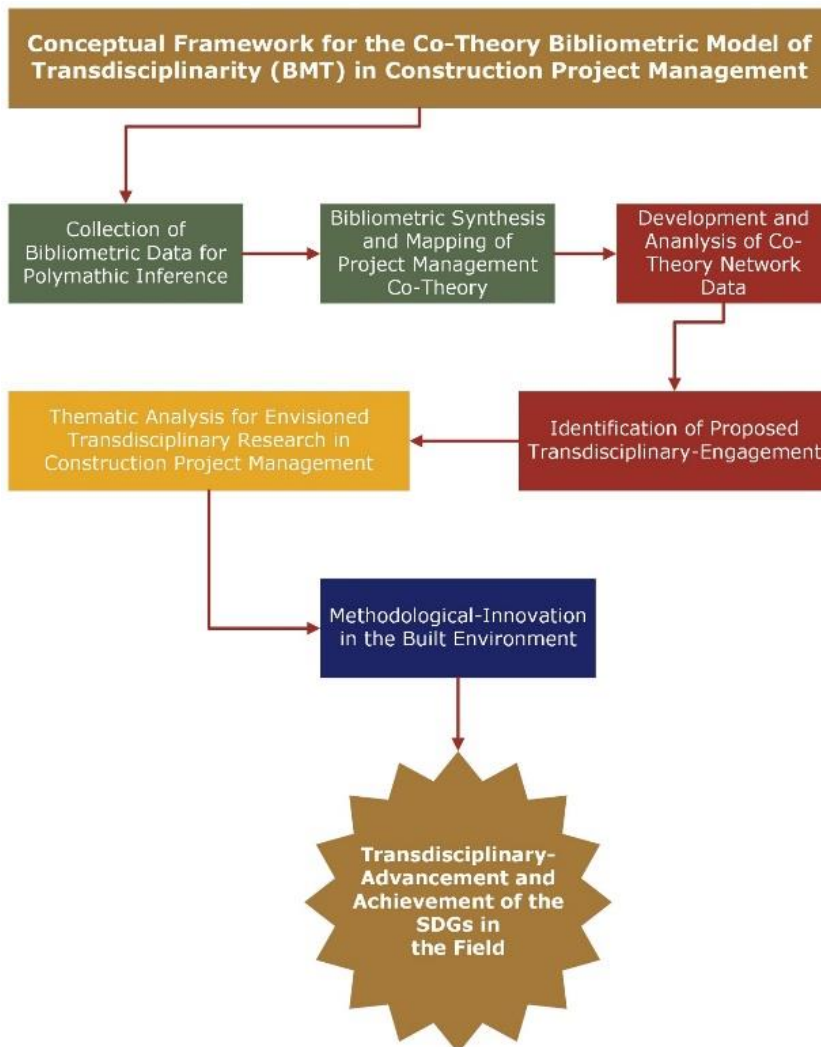 Conceptual Framework for the Co-Theory Bibliometric Model of
Transdisciplinarity (BMT) in Construction Project Management
Collection of
Bibliometric Data for
Polymathic Inference
Bibliometric Synthesis
and Mapping of
Project Management
Co-Theory
Development and
Ananlysis of Co-
Theory Network
Data
Thematic Analysis for Envisioned
Transdisciplinary Research in
Construction Project Management
Identification of Proposed
Transdisciplinary-Engagement
Methodological-Innovation
in the Built Environment
Transdisciplinary-
Advancement and
Achievement of the
SDGs in
the Field